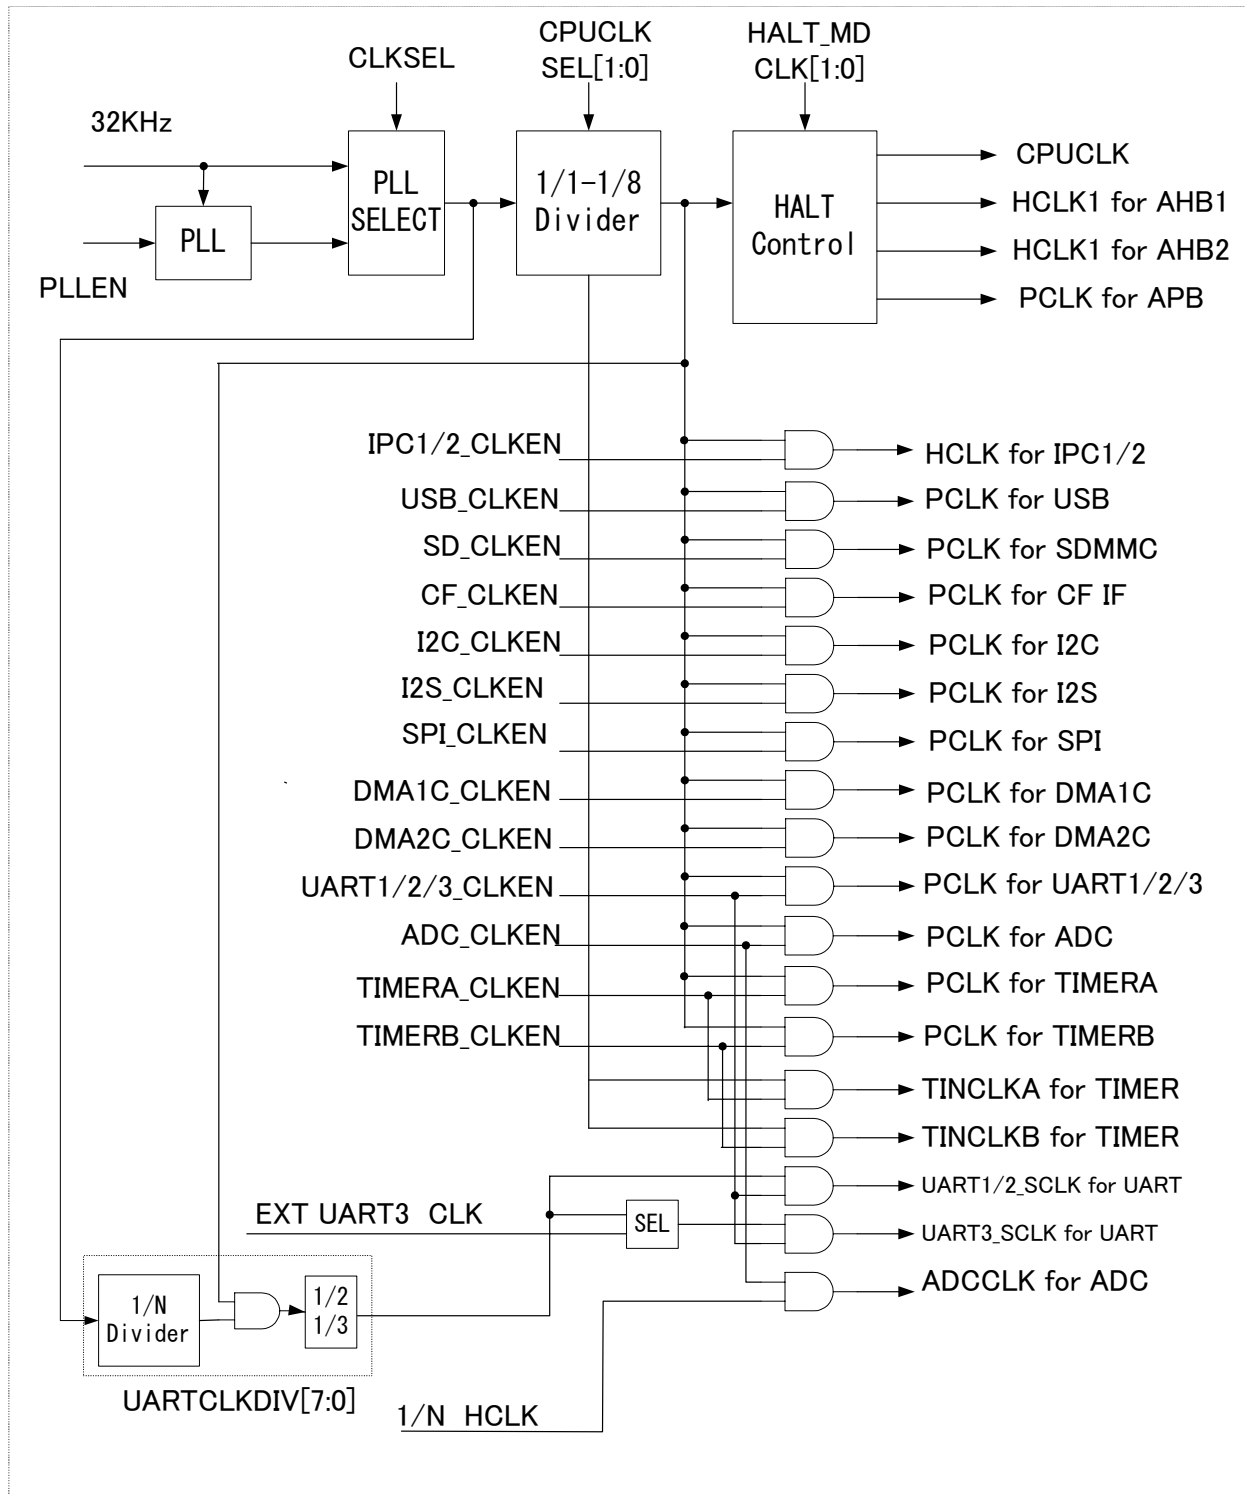 CPUCLK
SEL[1:0]
HALT_MD
CLK[1:0]
CLKSEL
32KHz
PLL
SELECT
1/1-1/8
Divider
HALT
Control
CPUCLK
HCLK1 for AHB1
HCLK1 for AHB2
PCLK for APB
PLL
PLLEN
IPC1/2_CLKEN
HCLK for IPC1/2
USB_CLKEN
PCLK for USB
SD_CLKEN
PCLK for SDMMC
CF_CLKEN
PCLK for CF IF
I2C_CLKEN
PCLK for I2C
I2S_CLKEN
PCLK for I2S
SPI_CLKEN
PCLK for SPI
DMA1C_CLKEN
PCLK for DMA1C
DMA2C_CLKEN
PCLK for DMA2C
UART1/2/3_CLKEN
PCLK for UART1/2/3
ADC_CLKEN
PCLK for ADC
TIMERA_CLKEN
PCLK for TIMERA
TIMERB_CLKEN
PCLK for TIMERB
TINCLKA for TIMER
TINCLKB for TIMER
UART1/2_SCLK for UART
EXT UART3 CLK
SEL
UART3_SCLK for UART
ADCCLK for ADC
1/N
Divider
1/2
1/3
UARTCLKDIV[7:0]
1/N HCLK